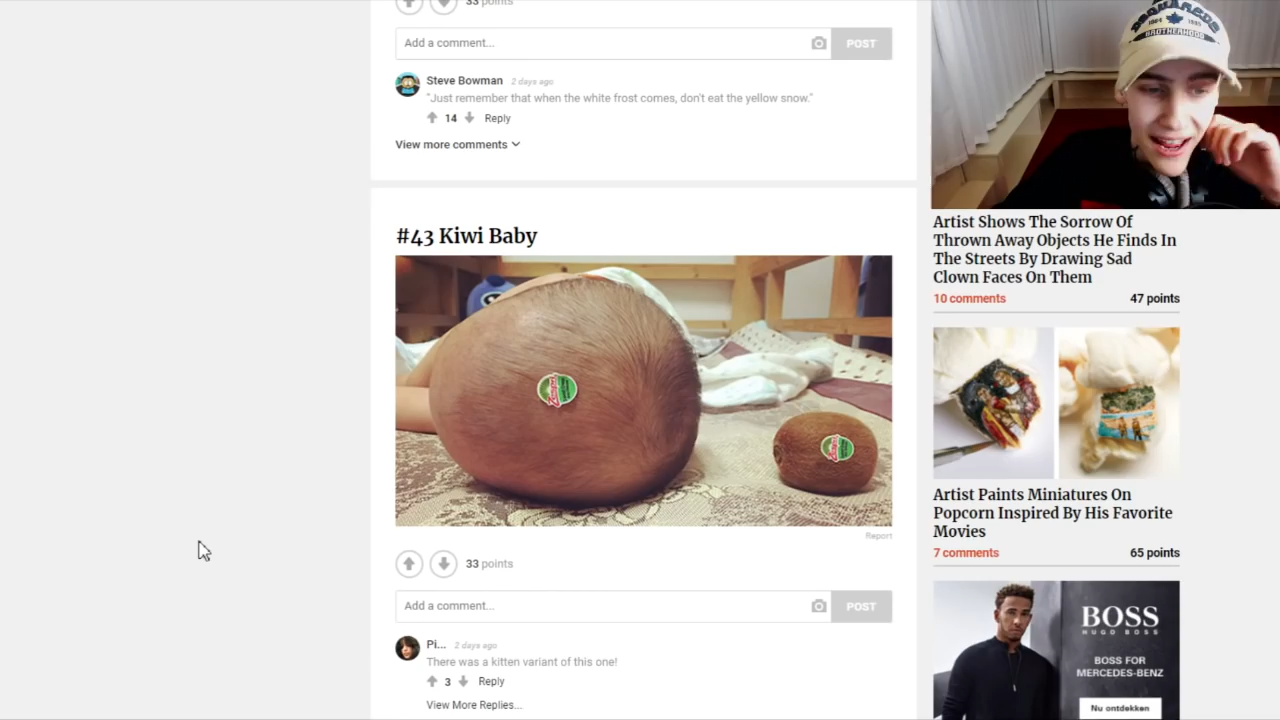 33 points
Add a comment...
POST
Steve Bowman 2 days ago
"Just remember that when the white frost comes, don't eat the yellow snow."
14 Reply
View more comments
#43 Kiwi Baby
Zespri
Zespri
Report
33 points
Add a comment...
POST
Pi... 2 days ago
There was a kitten variant of this one!
3 Reply
View More Replies...
DSQUARED2
BROTHERHOOD
Artist Shows The Sorrow Of
Thrown Away Objects He Finds In
The Streets By Drawing Sad
Clown Faces On Them
10 comments 47 points
Artist Paints Miniatures On
Popcorn Inspired By His Favorite
Movies
7 comments 65 points
BOSS
HUGO BOSS
BOSS FOR
MERCEDES-BENZ
Nu ontdekken